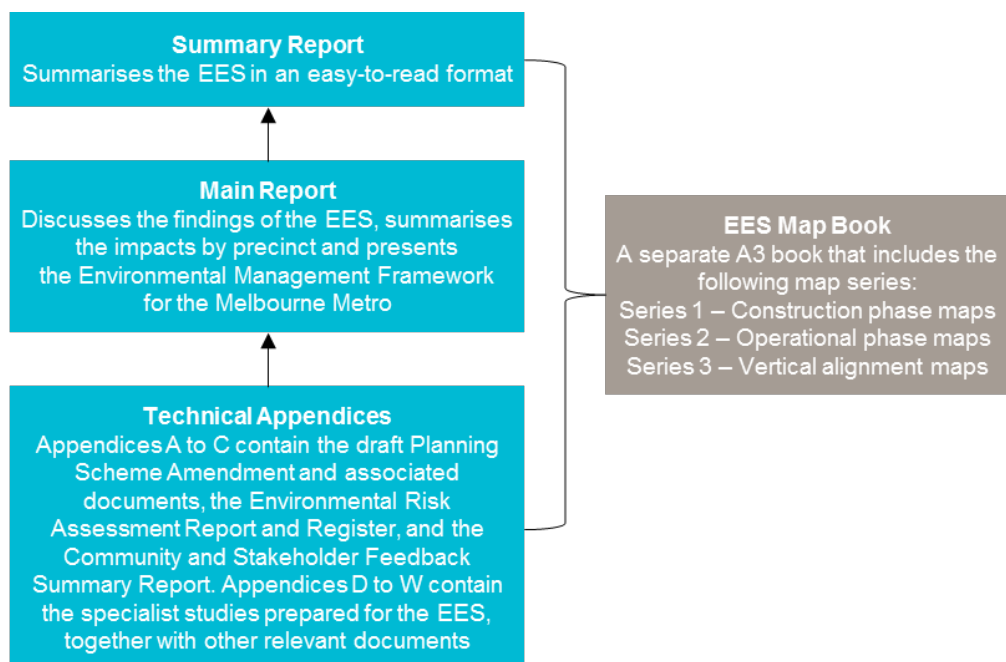 Summary Report
Summarises the EES in an easy-to-read format
Main Report
Discusses the findings of the EES, summarises
the impacts by precinct and presents
the Environmental Management Framework
for the Melbourne Metro
Technical Appendices
Appendices A to C contain the draft Planning
Scheme Amendment and associated
documents, the Environmental Risk
Assessment Report and Register, and the
Community and Stakeholder Feedback
Summary Report. Appendices D to W contain
the specialist studies prepared for the EES,
together with other relevant documents
EES Map Book
A separate A3 book that includes the
following map series:
Series 1 – Construction phase maps
Series 2 – Operational phase maps
Series 3 – Vertical alignment maps